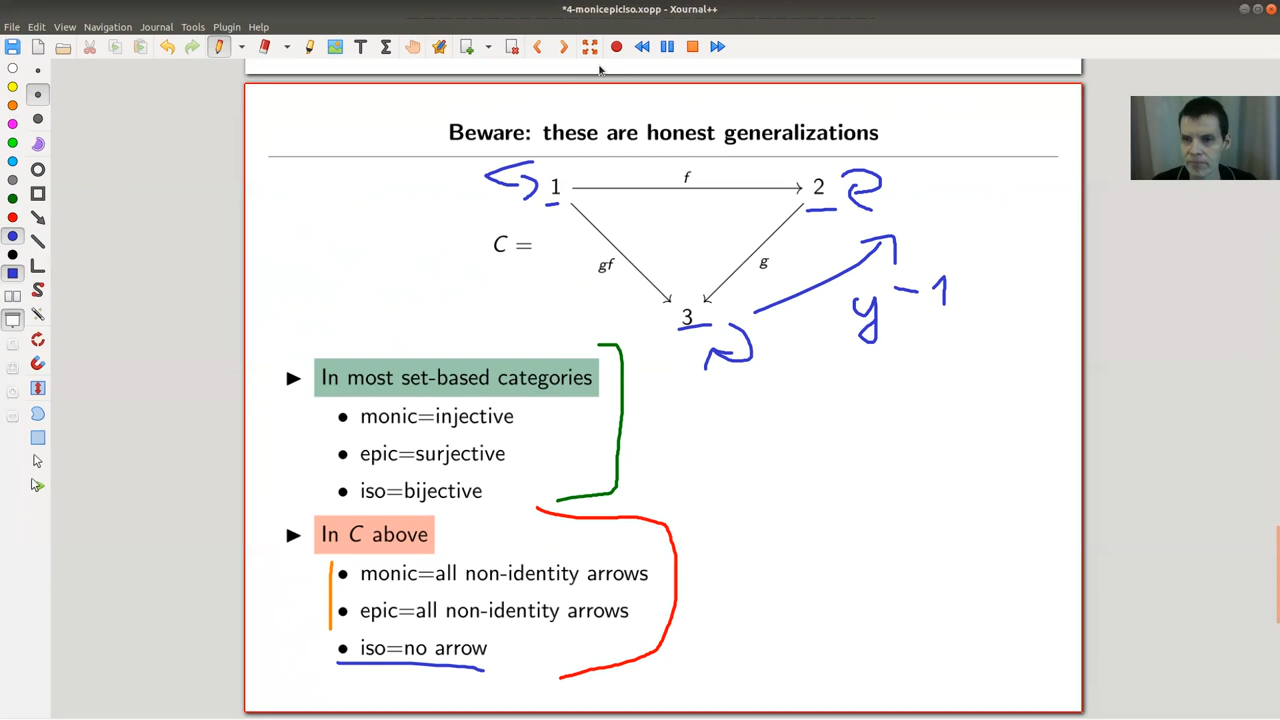 *4-monicepiciso.xopp - Xournal++
File Edit View Navigation Journal Tools Plugin Help
Beware: these are honest generalizations
1 f 2
C =
gf g
y-1
3
► In most set-based categories
• monic=injective
• epic=surjective
• iso=bijective
► In C above
• monic=all non-identity arrows
• epic=all non-identity arrows
• iso=no arrow